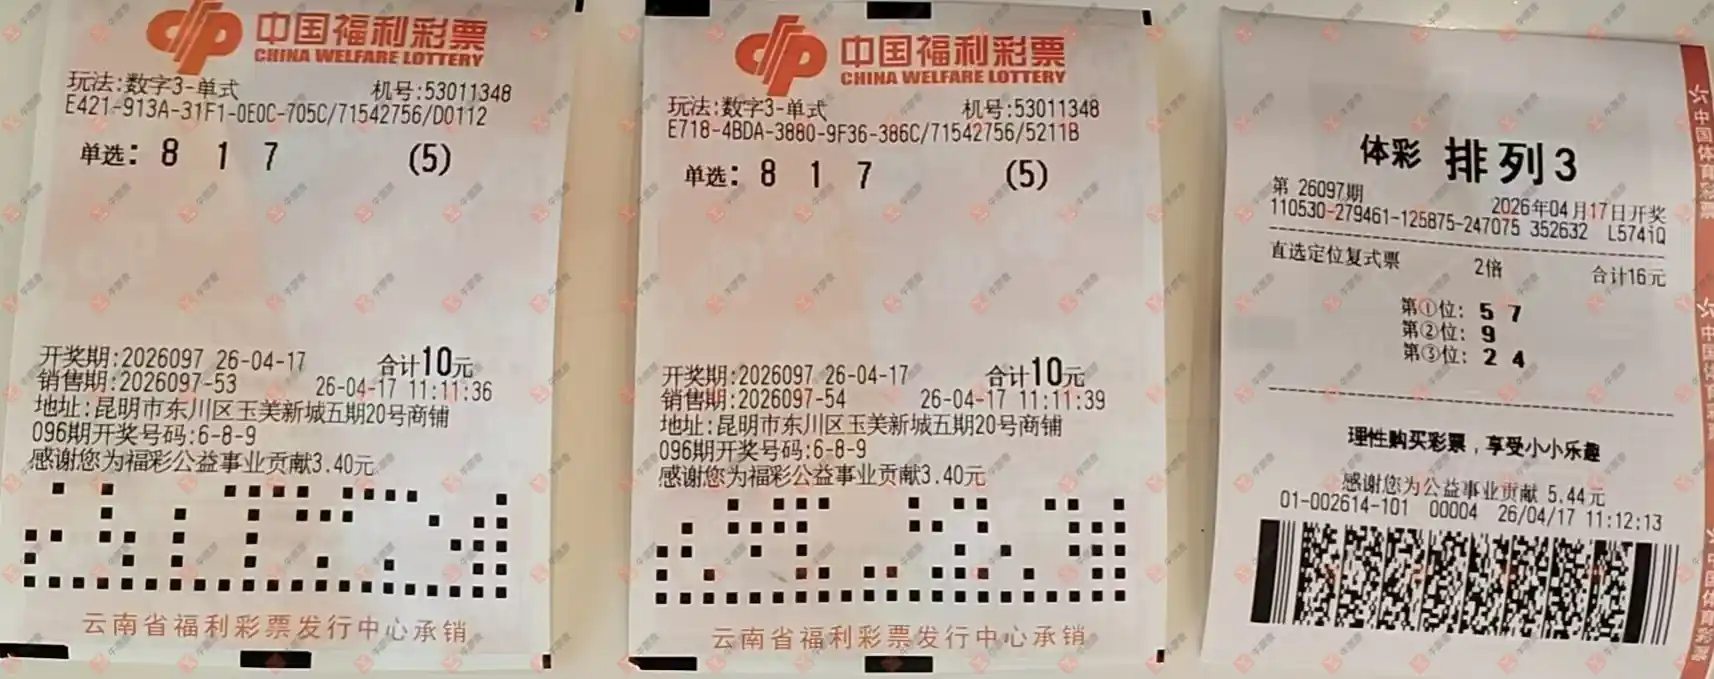 中国福利彩票
CHINA WELFARE LOTTERY
玩法:数字3-单式 机号:53011348
E421-913A-31F1-0E0C-705C/71542756/D0112
单选: 8 1 7 (5)
开奖期:2026097 26-04-17 合计10元
销售期:2026097-53 26-04-17 11:11:36
地址:昆明市东川区玉美新城五期20号商铺
096期开奖号码:6-8-9
感谢您为福彩公益事业贡献3.40元
云南省福利彩票发行中心承销
中国福利彩票
CHINA WELFARE LOTTERY
玩法:数字3-单式 机号:53011348
E718-4BDA-3880-9F36-386C/71542756/5211B
单选: 8 1 7 (5)
开奖期:2026097 26-04-17 合计10元
销售期:2026097-54 26-04-17 11:11:39
地址:昆明市东川区玉美新城五期20号商铺
096期开奖号码:6-8-9
感谢您为福彩公益事业贡献3.40元
云南省福利彩票发行中心承销
体彩 排列3
第 26097期 2026年04月17日开奖
110530-279461-125875-247075 352632 L5741Q
直选定位复式票 2倍 合计16元
第①位: 5 7
第②位: 9
第③位: 2 4
理性购买彩票，享受小小乐趣
感谢您为公益事业贡献 5.44元
01-002614-101 00004 26/04/17 11:12:13
中国体育彩票